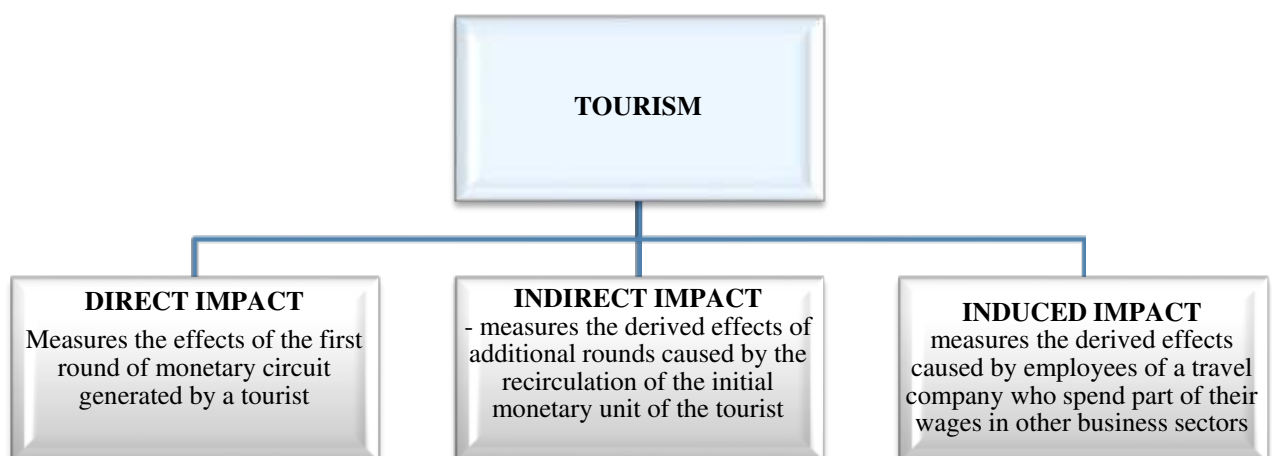 TOURISM
DIRECT IMPACT
Measures the effects of the first
round of monetary circuit
generated by a tourist
INDIRECT IMPACT
- measures the derived effects of
additional rounds caused by the
recirculation of the initial
monetary unit of the tourist
INDUCED IMPACT
measures the derived effects
caused by employees of a travel
company who spend part of their
wages in other business sectors